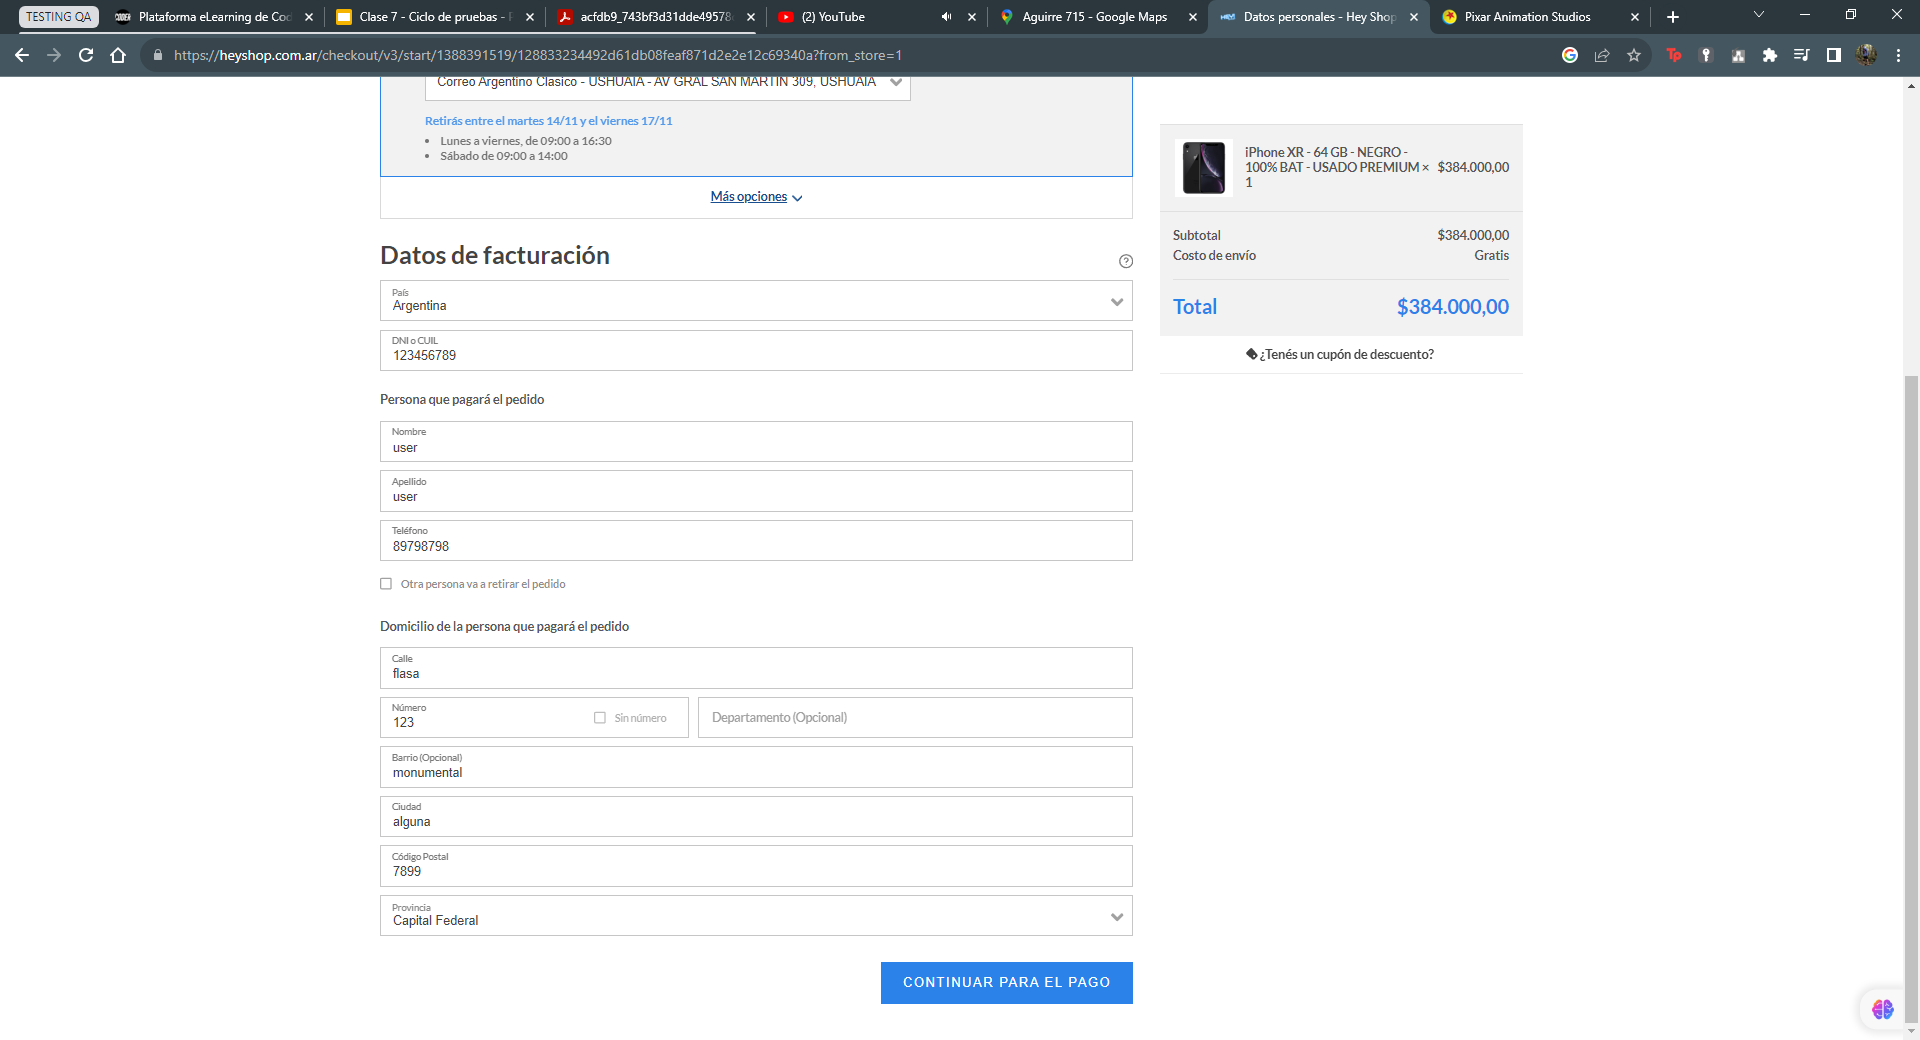 TESTING QA
Plataforma eLearning de Cod
Clase 7 - Ciclo de pruebas -
acfdb9_743bf3d31dde49578
(2) YouTube
Aguirre 715 - Google Maps
Datos personales - Hey Shop
Pixar Animation Studios
https://heyshop.com.ar/checkout/v3/start/1388391519/128833234492d61db08feaf871d2e2e12c69340a?from_store=1
Correo Argentino Clasico - USHUAIA - AV GRAL SAN MARTIN 309, USHUAIA
Retirás entre el martes 14/11 y el viernes 17/11
• Lunes a viernes, de 09:00 a 16:30
• Sábado de 09:00 a 14:00
Más opciones
Datos de facturación
País
Argentina
DNI o CUIL
123456789
Persona que pagará el pedido
Nombre
user
Apellido
user
Teléfono
89798798
Otra persona va a retirar el pedido
Domicilio de la persona que pagará el pedido
Calle
flasa
Número
123
Sin número
Departamento (Opcional)
Barrio (Opcional)
monumental
Ciudad
alguna
Código Postal
7899
Provincia
Capital Federal
CONTINUAR PARA EL PAGO
iPhone XR - 64 GB - NEGRO -
100% BAT - USADO PREMIUM × $384.000,00
1
Subtotal $384.000,00
Costo de envío Gratis
Total $384.000,00
¿Tenés un cupón de descuento?